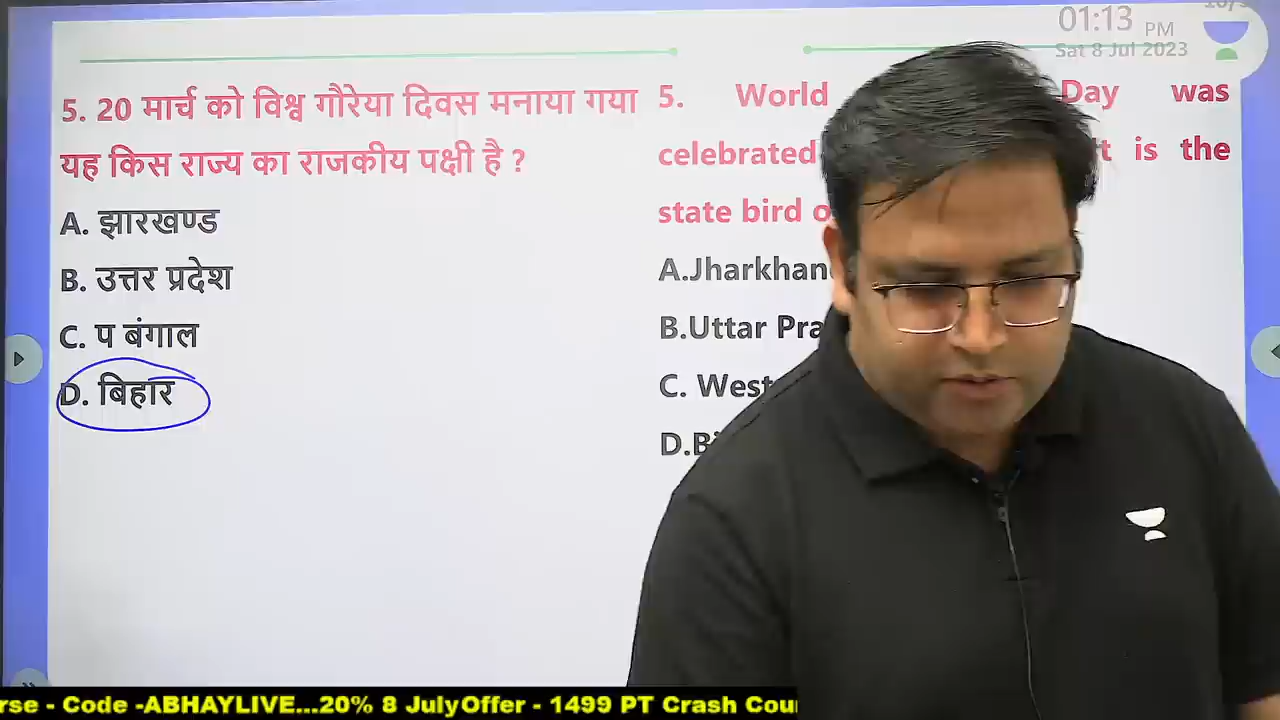 01:13 PM
Sat 8 Jul 2023
5. 20 मार्च को विश्व गौरेया दिवस मनाया गया
यह किस राज्य का राजकीय पक्षी है ?
A. झारखण्ड
B. उत्तर प्रदेश
C. प बंगाल
D. बिहार
5. World Day was
celebrated is the
state bird
A.Jharkhan
B.Uttar Pra
C. West
D.Bi
rse - Code -ABHAYLIVE...20% 8 JulyOffer - 1499 PT Crash Cou